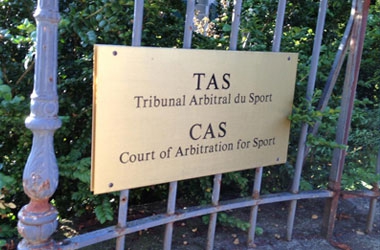 TAS
Tribunal Arbitral du Sport
CAS
Court of Arbitration for Sport